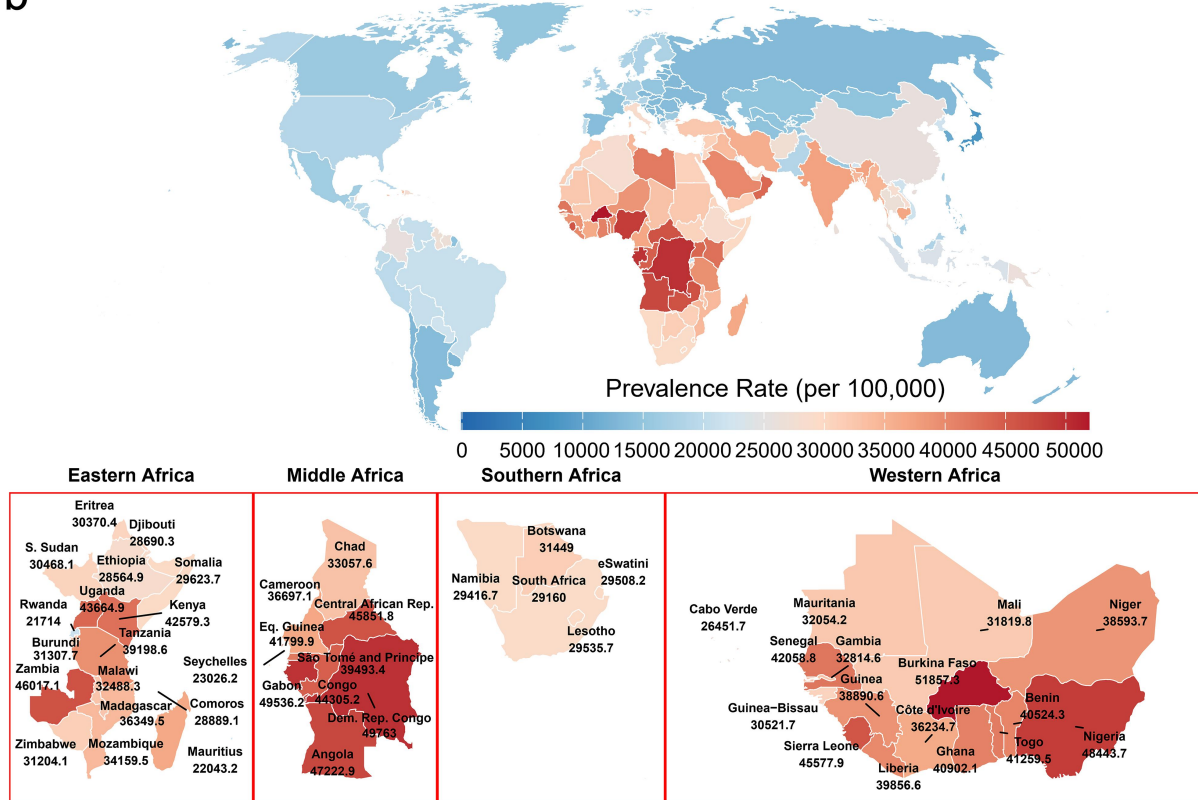 b
Prevalence Rate (per 100,000)
0 5000 10000 15000 20000 25000 30000 35000 40000 45000 50000
Eastern Africa
Eritrea
30370.4
Djibouti
28690.3
S. Sudan
30468.1
Ethiopia
28564.9
Somalia
29623.7
Uganda
43664.9
Rwanda
21714
Kenya
42579.3
Burundi
31307.7
Tanzania
39198.6
Zambia
46017.1
Malawi
32488.3
Seychelles
23026.2
Madagascar
36349.5
Comoros
28889.1
Zimbabwe
31204.1
Mozambique
34159.5
Mauritius
22043.2
Middle Africa
Chad
33057.6
Cameroon
36697.1
Central African Rep.
45851.8
Eq. Guinea
41799.9
São Tomé and Principe
39493.4
Gabon
49536.2
Congo
44305.2
Dem. Rep. Congo
49763
Angola
47222.9
Southern Africa
Botswana
31449
Namibia
29416.7
South Africa
29160
eSwatini
29508.2
Lesotho
29535.7
Western Africa
Cabo Verde
26451.7
Mauritania
32054.2
Mali
31819.8
Niger
38593.7
Senegal
42058.8
Gambia
32814.6
Burkina Faso
51857.3
Guinea
38890.6
Guinea−Bissau
30521.7
Côte d'Ivoire
36234.7
Benin
40524.3
Sierra Leone
45577.9
Liberia
39856.6
Ghana
40902.1
Togo
41259.5
Nigeria
48443.7